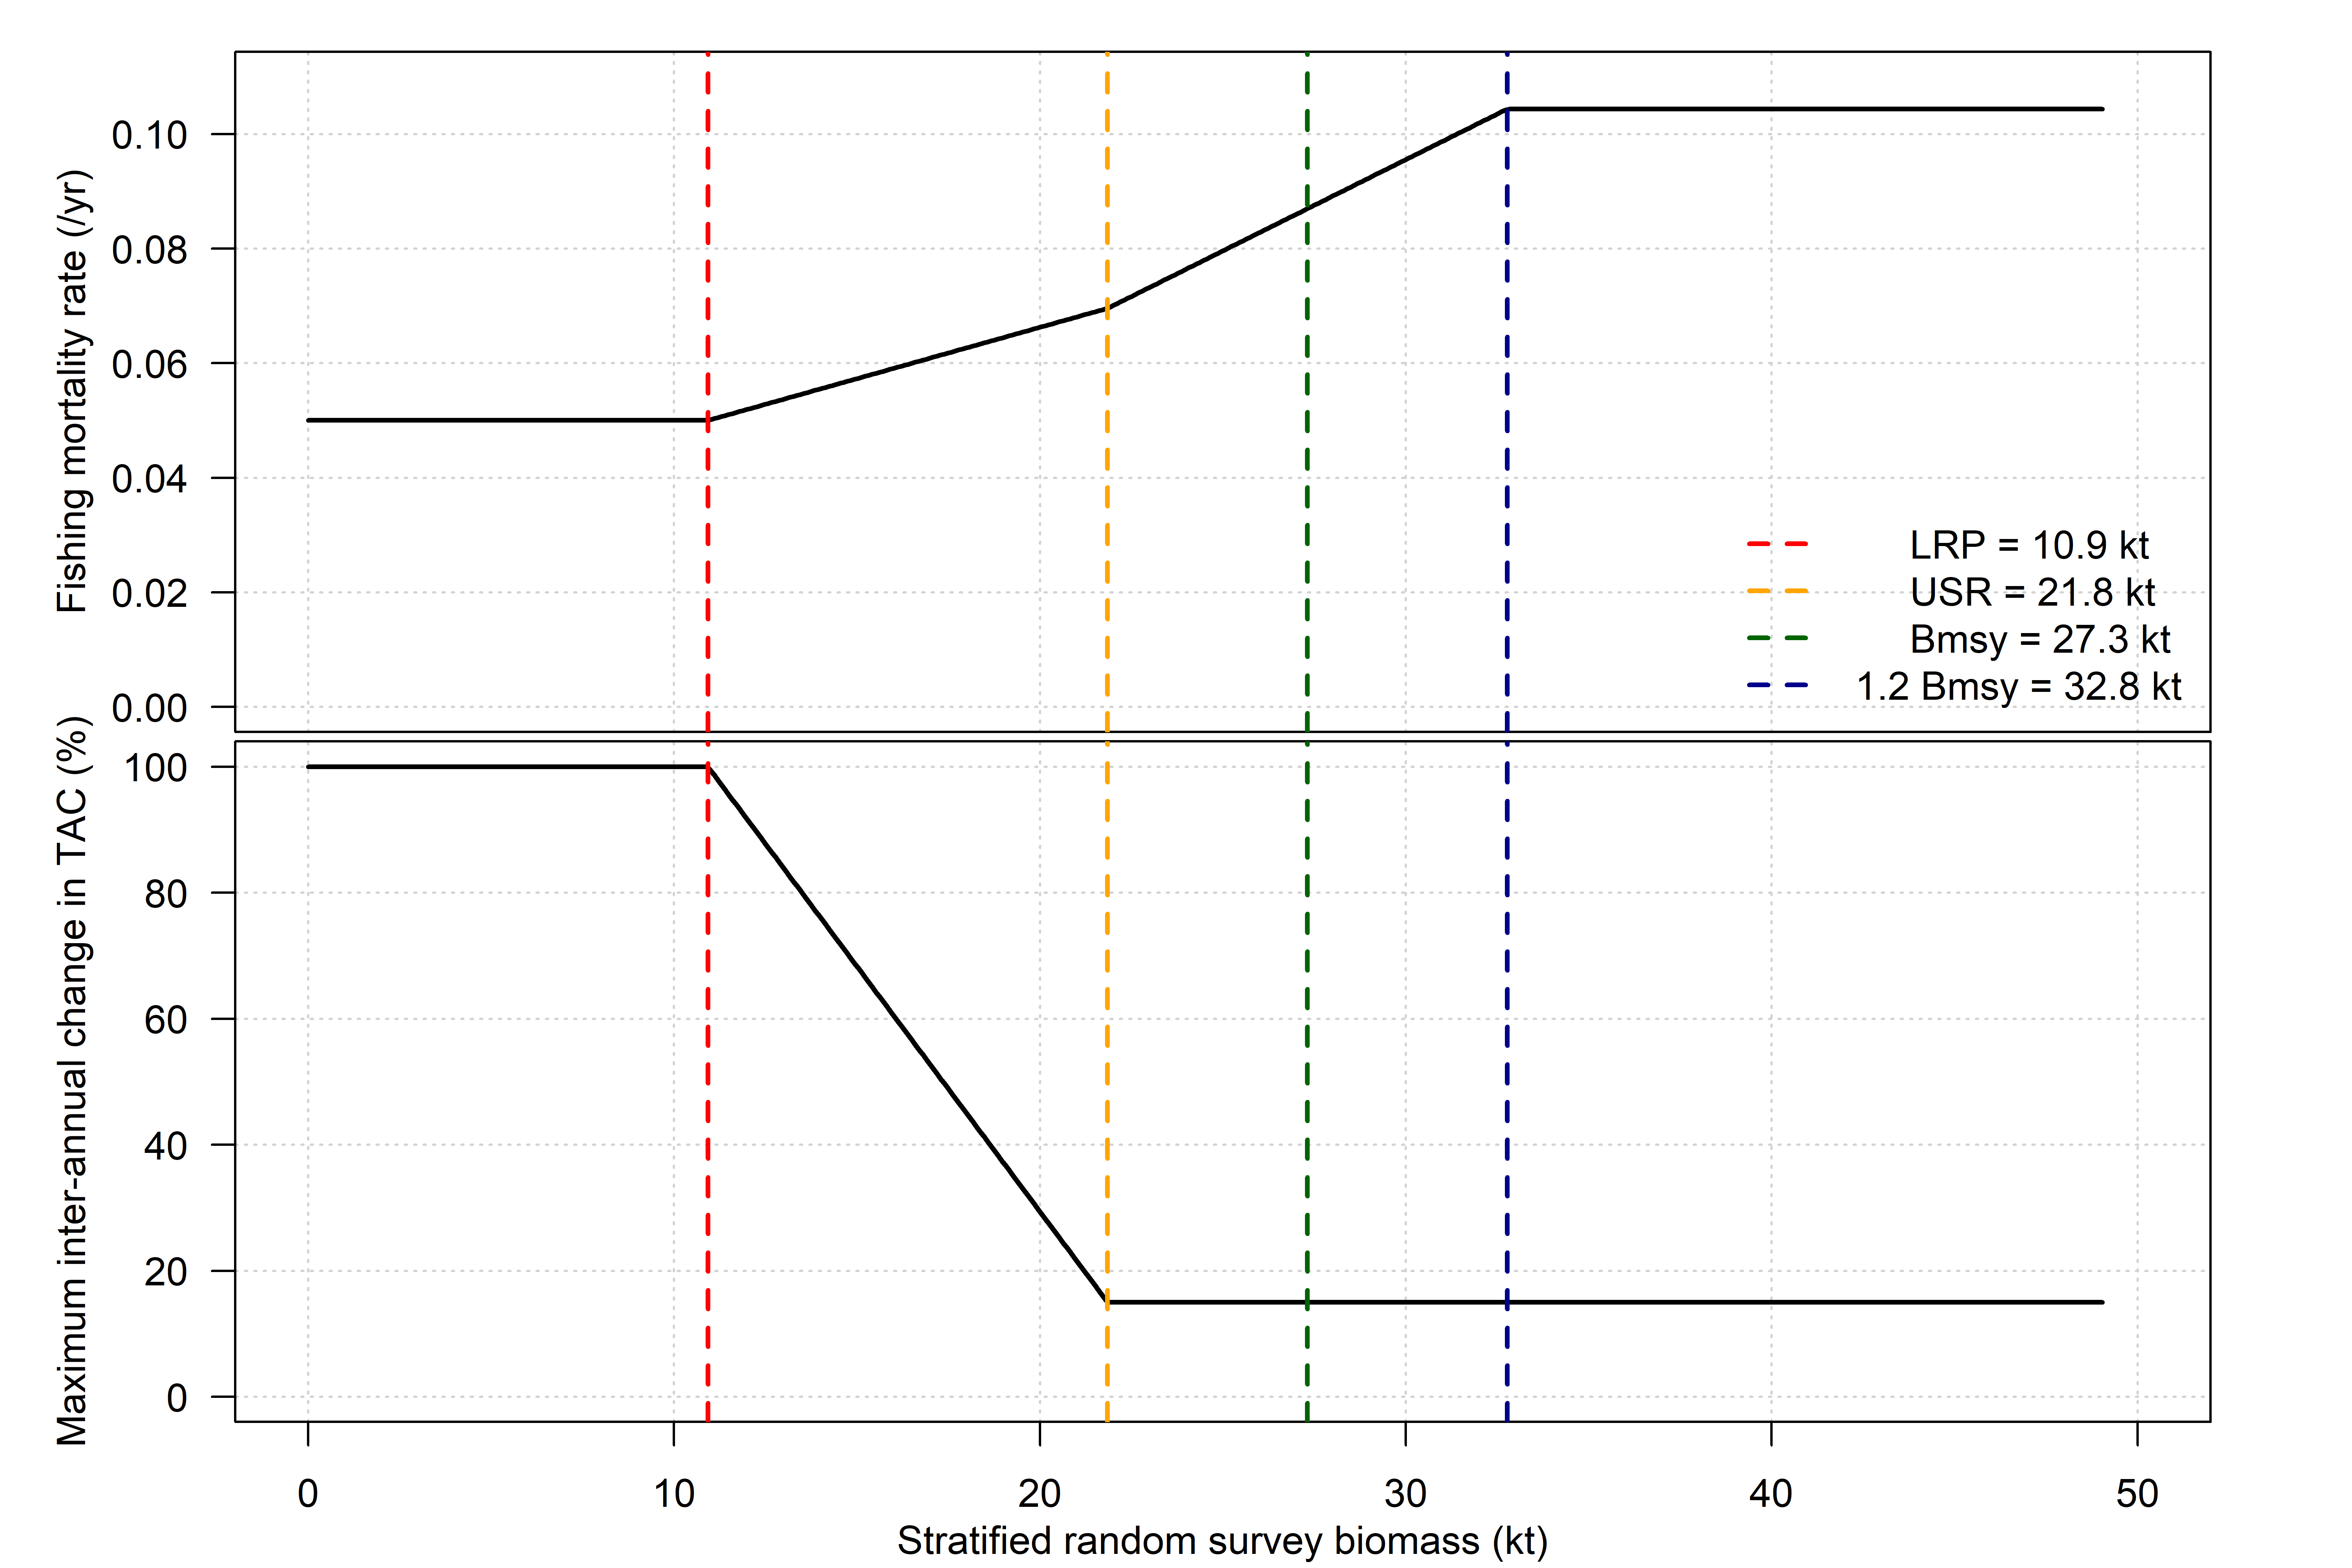 Fishing mortality rate (/yr)
0.10
0.08
0.06
0.04
0.02
0.00
LRP = 10.9 kt
USR = 21.8 kt
Bmsy = 27.3 kt
1.2 Bmsy = 32.8 kt
Maximum inter-annual change in TAC (%)
100
80
60
40
20
0
0 10 20 30 40 50
Stratified random survey biomass (kt)